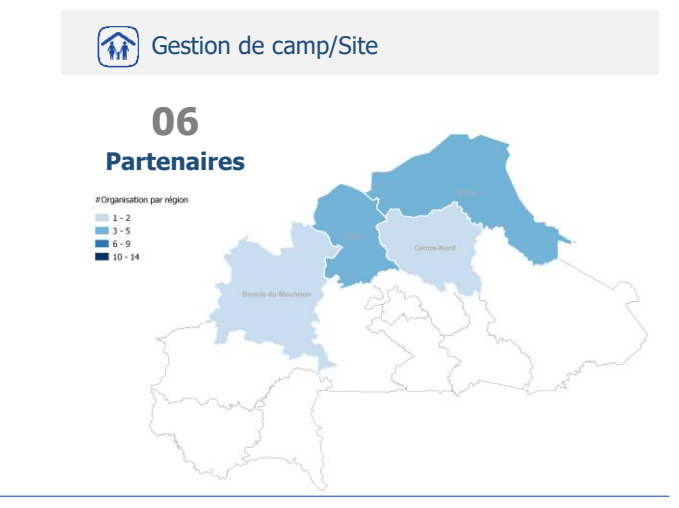 Gestion de camp/Site
06
Partenaires
#Organisation par région
1 - 2
3 - 5
6 - 9
10 - 14
Centre-Nord
Boucle du Mouhoun